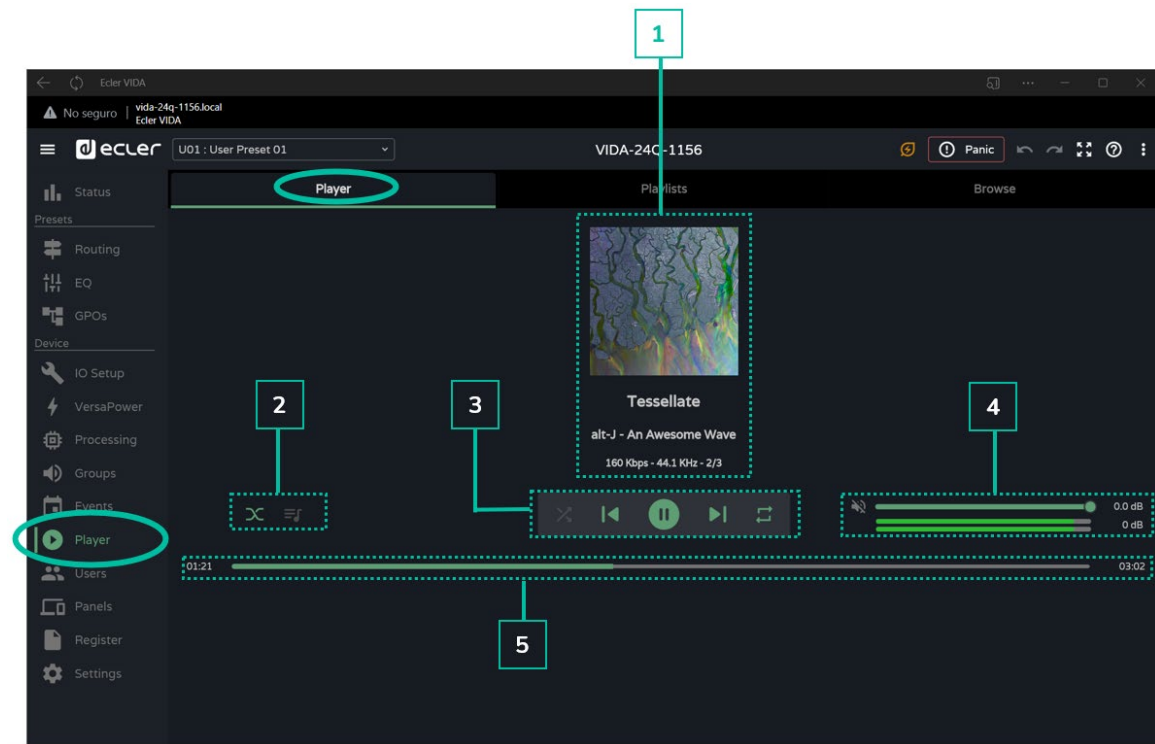 1
Ecler VIDA
No seguro | vida-24q-1156.local
Ecler VIDA
ecler
U01 : User Preset 01
VIDA-24Q-1156
Panic
Status
Player
Playlists
Browse
Presets
Routing
EQ
GPOs
Device
IO Setup
VersaPower
Processing
Groups
Events
Player
Users
Panels
Register
Settings
Tessellate
alt-J - An Awesome Wave
160 Kbps - 44.1 KHz - 2/3
2
3
4
0.0 dB
0 dB
01:21
03:02
5